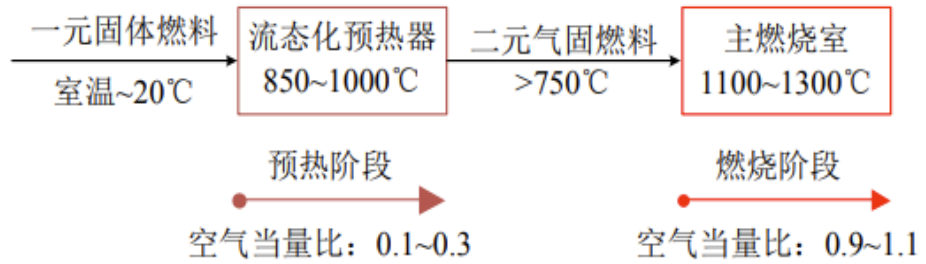 一元固体燃料
室温~20℃
流态化预热器
850~1000℃
二元气固燃料
>750℃
主燃烧室
1100~1300℃
预热阶段
空气当量比：0.1~0.3
燃烧阶段
空气当量比：0.9~1.1